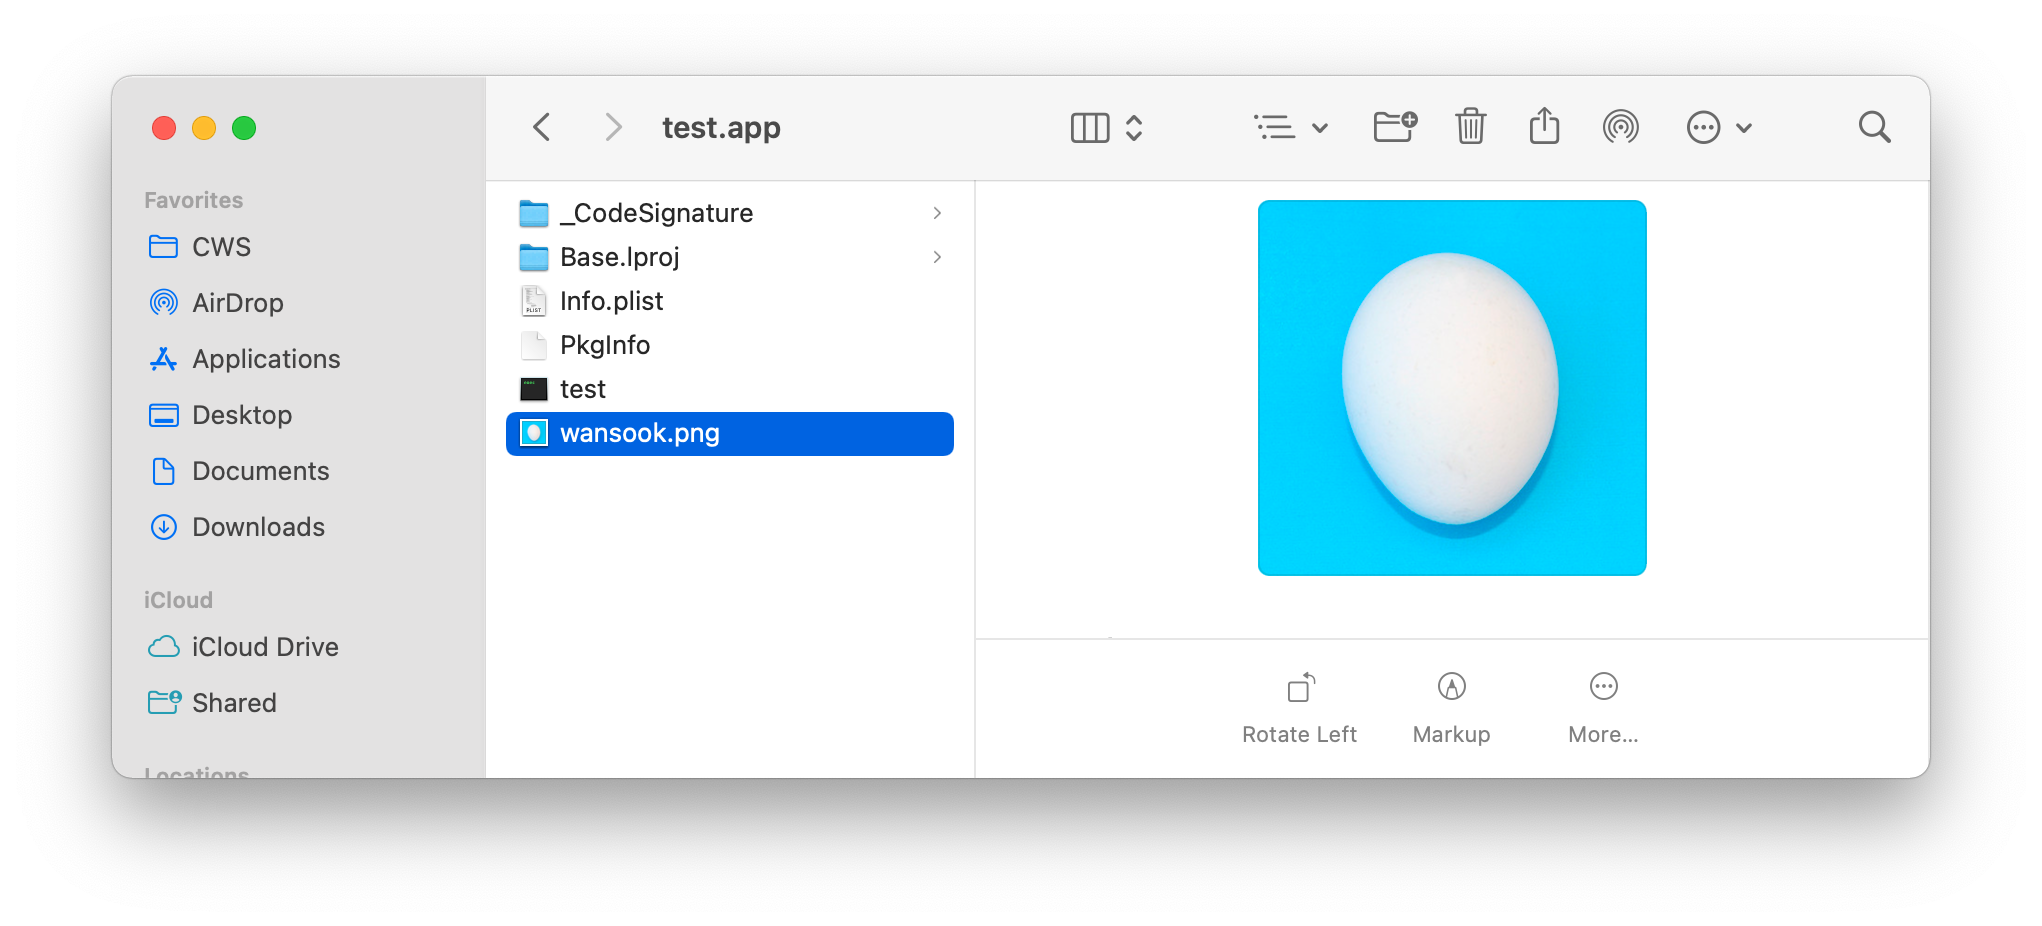 test.app
Favorites
CWS
AirDrop
Applications
Desktop
Documents
Downloads
iCloud
iCloud Drive
Shared
Locations
_CodeSignature
Base.lproj
Info.plist
PkgInfo
test
wansook.png
Rotate Left
Markup
More...